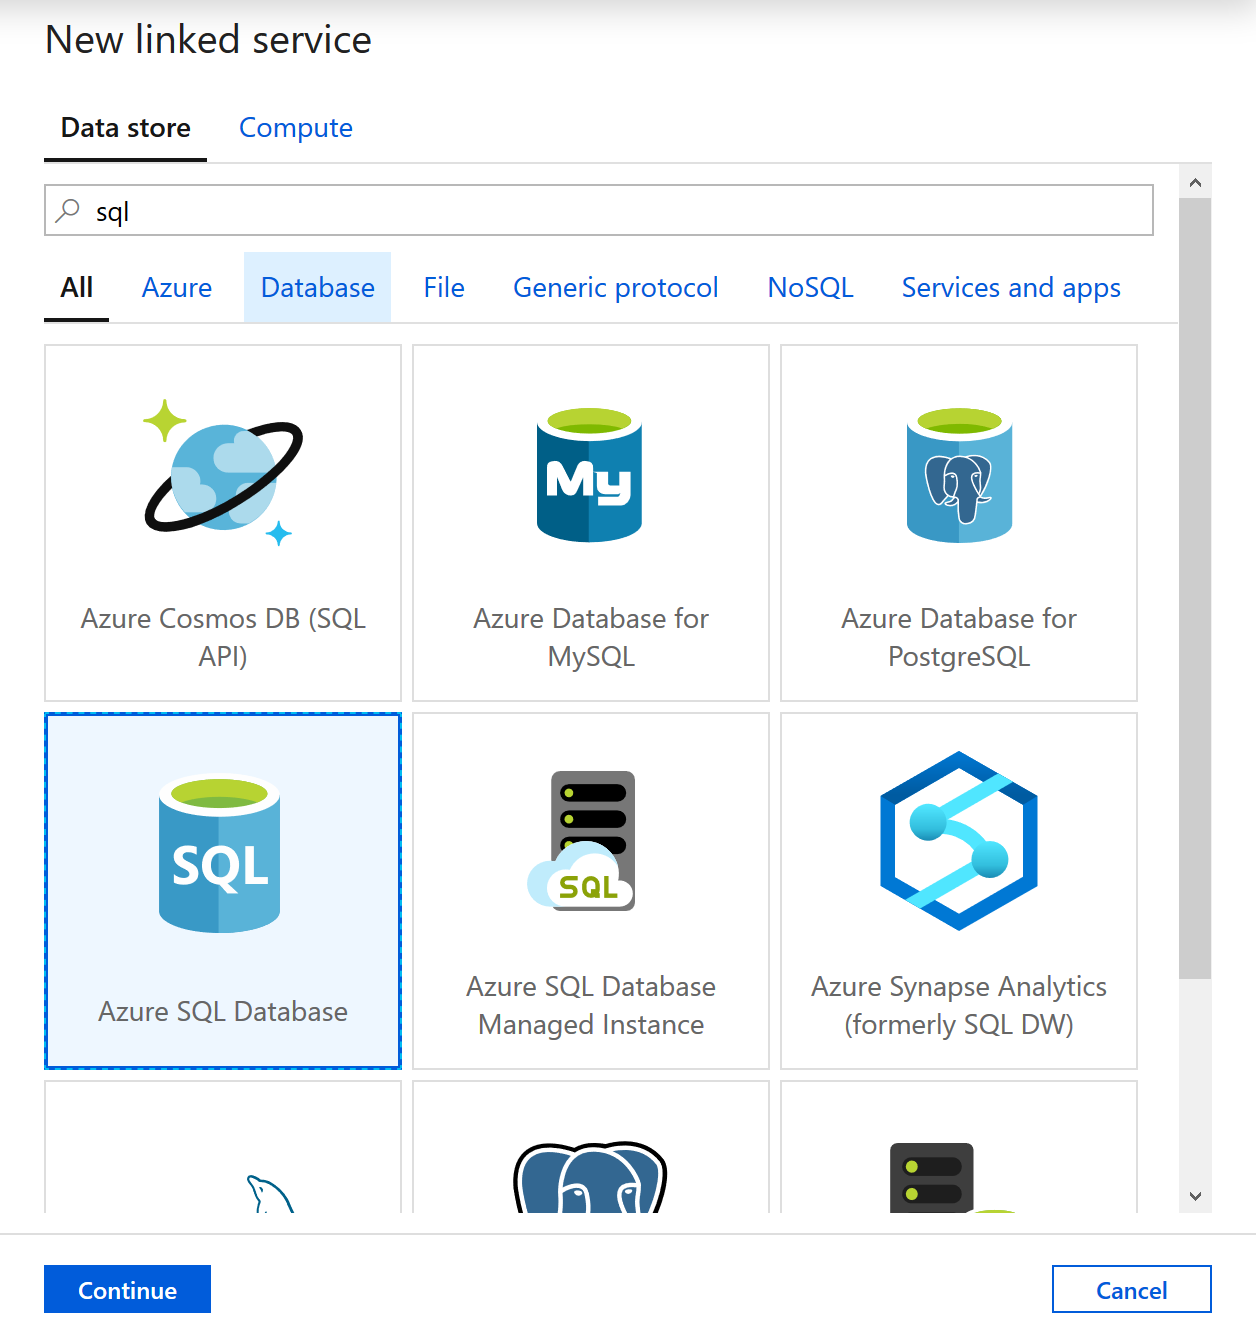 New linked service
Data store Compute
sql
All Azure Database File Generic protocol NoSQL Services and apps
My
Azure Cosmos DB (SQL
API)
Azure Database for
MySQL
Azure Database for
PostgreSQL
SQL
SQL
Azure SQL Database
Azure SQL Database
Managed Instance
Azure Synapse Analytics
(formerly SQL DW)
Continue Cancel